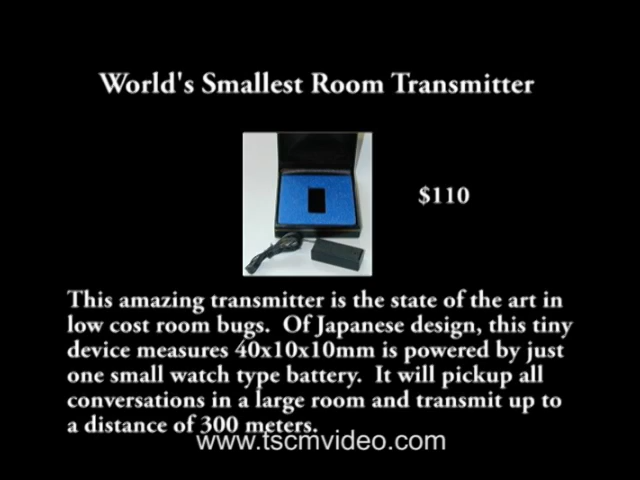 World's Smallest Room Transmitter
$110
This amazing transmitter is the state of the art in
low cost room bugs. Of Japanese design, this tiny
device measures 40x10x10mm is powered by just
one small watch type battery. It will pickup all
conversations in a large room and transmit up to
a distance of 300 meters.
www.tscmvideo.com